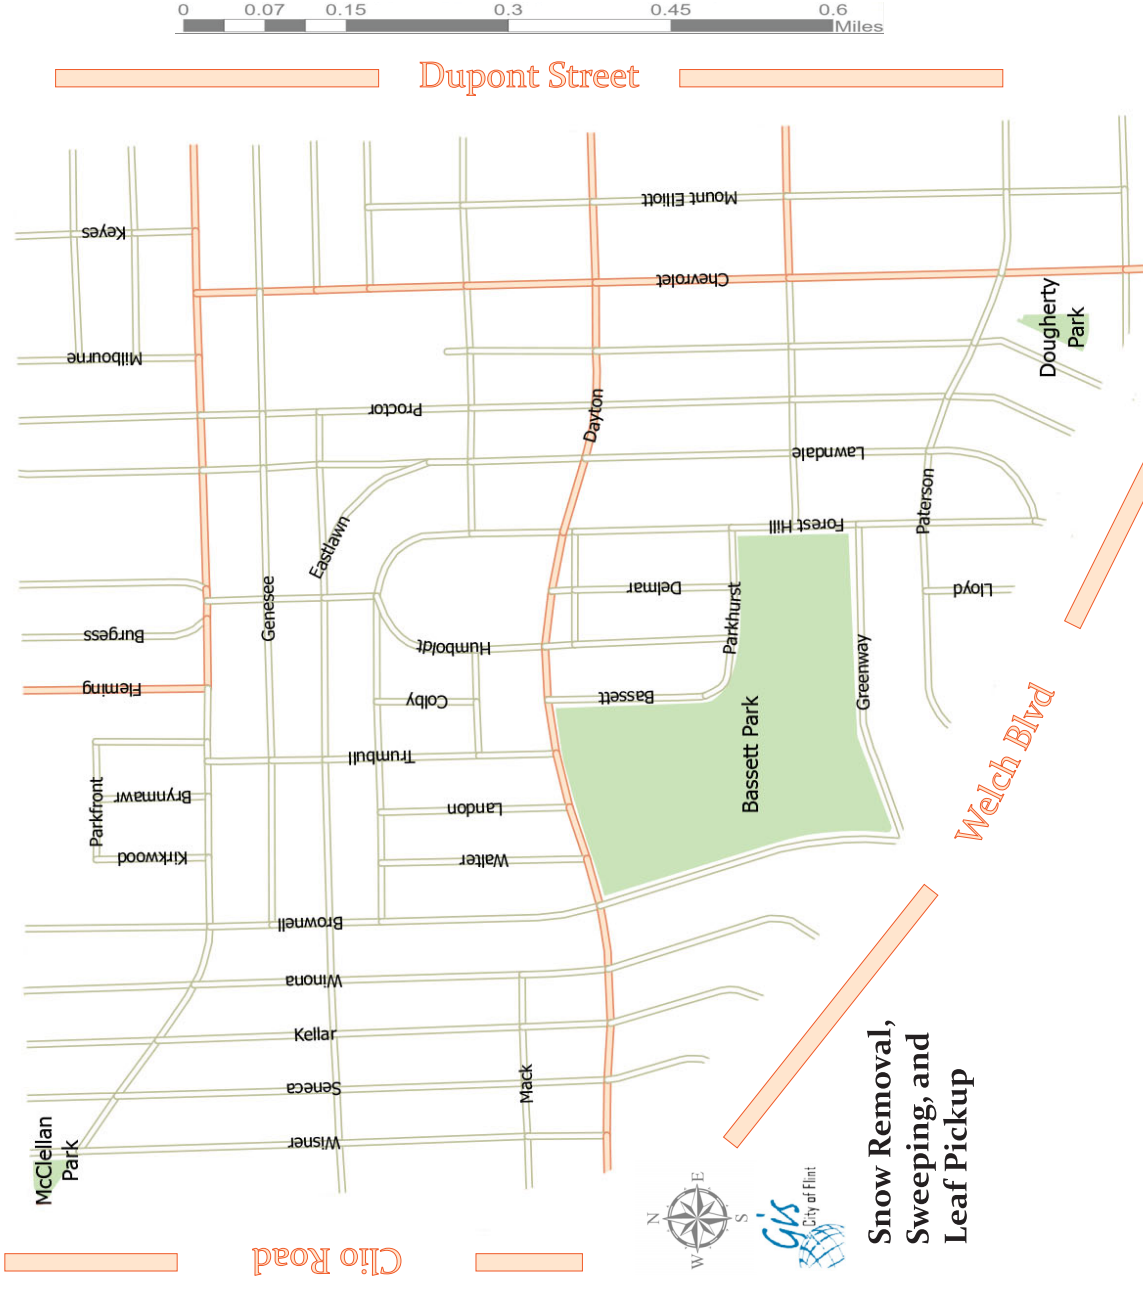 0 0.07 0.15 0.3 0.45 0.6
Miles
Dupont Street
Mount Elliott
Keyes
Chevrolet
Dougherty
Park
Milbourne
Proctor
Dayton
Lawndale
Paterson
Forest Hill
Eastlawn
Genesee
Delmar
Lloyd
Parkhurst
Burgess
Humboldt
Greenway
Fleming
Bassett
Colby
Bassett Park
Trumbull
Welch Blvd
Parkfront
Brynmawr
Landon
Kirkwood
Walter
Brownell
Winona
Kellar
Seneca
Mack
Wisner
McClellan
Park
Snow Removal,
Sweeping, and
Leaf Pickup
N
E
S
W
GIS
City of Flint
Clio Road